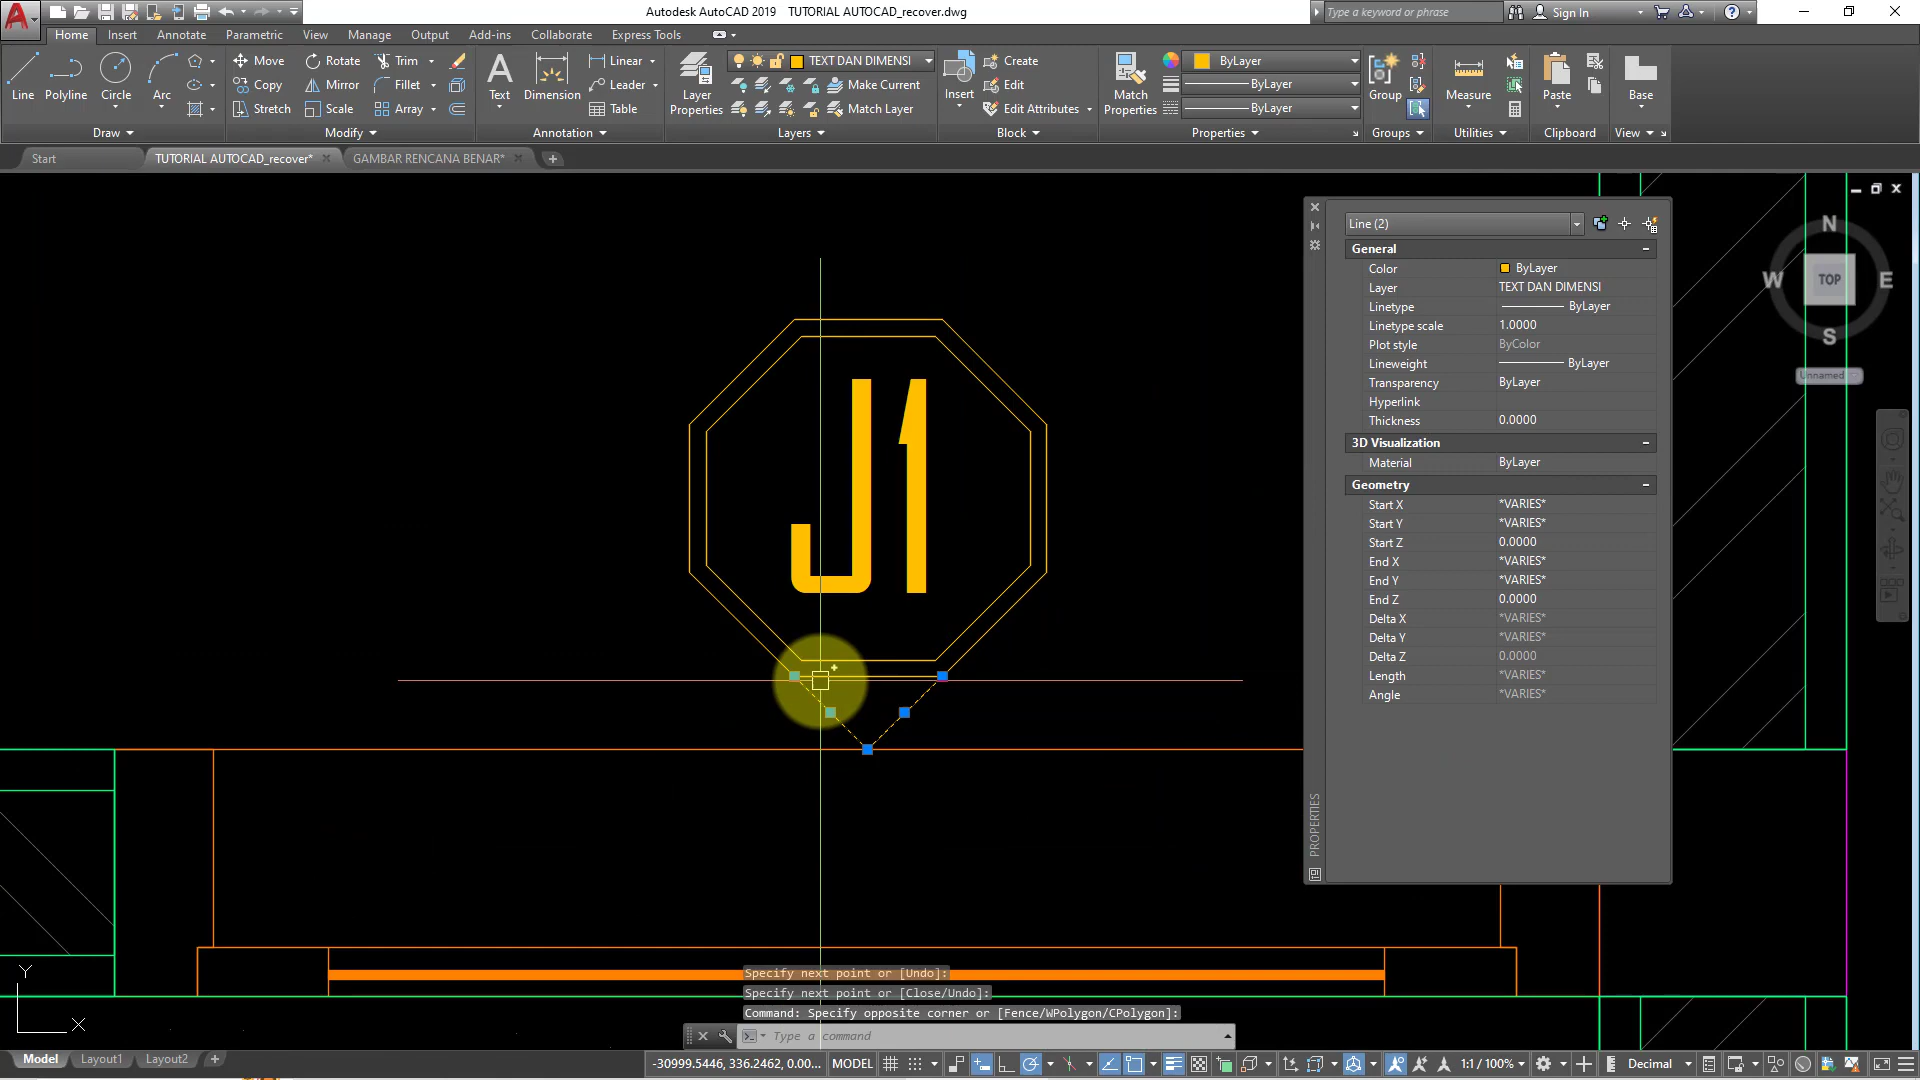 Autodesk AutoCAD 2019 TUTORIAL AUTOCAD_recover.dwg
Type a keyword or phrase
Sign In
Home Insert Annotate Parametric View Manage Output Add-ins Collaborate Express Tools
Line Polyline Circle Arc
Draw
Move Rotate Trim
Copy Mirror Fillet
Stretch Scale Array
Modify
Text Dimension
Linear
Leader
Table
Annotation
Layer Properties
TEXT DAN DIMENSI
Make Current
Match Layer
Layers
Insert
Create
Edit
Edit Attributes
Block
Match Properties
ByLayer
ByLayer
ByLayer
Properties
Group
Groups
Measure
Utilities
Paste
Clipboard
Base
View
Start TUTORIAL AUTOCAD_recover* GAMBAR RENCANA BENAR*
J1
N
W TOP E
S
Unnamed
Line (2)
General
Color ByLayer
Layer TEXT DAN DIMENSI
Linetype ByLayer
Linetype scale 1.0000
Plot style ByColor
Lineweight ByLayer
Transparency ByLayer
Hyperlink
Thickness 0.0000
3D Visualization
Material ByLayer
Geometry
Start X *VARIES*
Start Y *VARIES*
Start Z 0.0000
End X *VARIES*
End Y *VARIES*
End Z 0.0000
Delta X *VARIES*
Delta Y *VARIES*
Delta Z 0.0000
Length *VARIES*
Angle *VARIES*
PROPERTIES
Specify next point or [Undo]:
Specify next point or [Close/Undo]:
Command: Specify opposite corner or [Fence/WPolygon/CPolygon]:
Type a command
Y
X
Model Layout1 Layout2
-30999.5446, 336.2462, 0.00... MODEL 1:1 / 100% Decimal